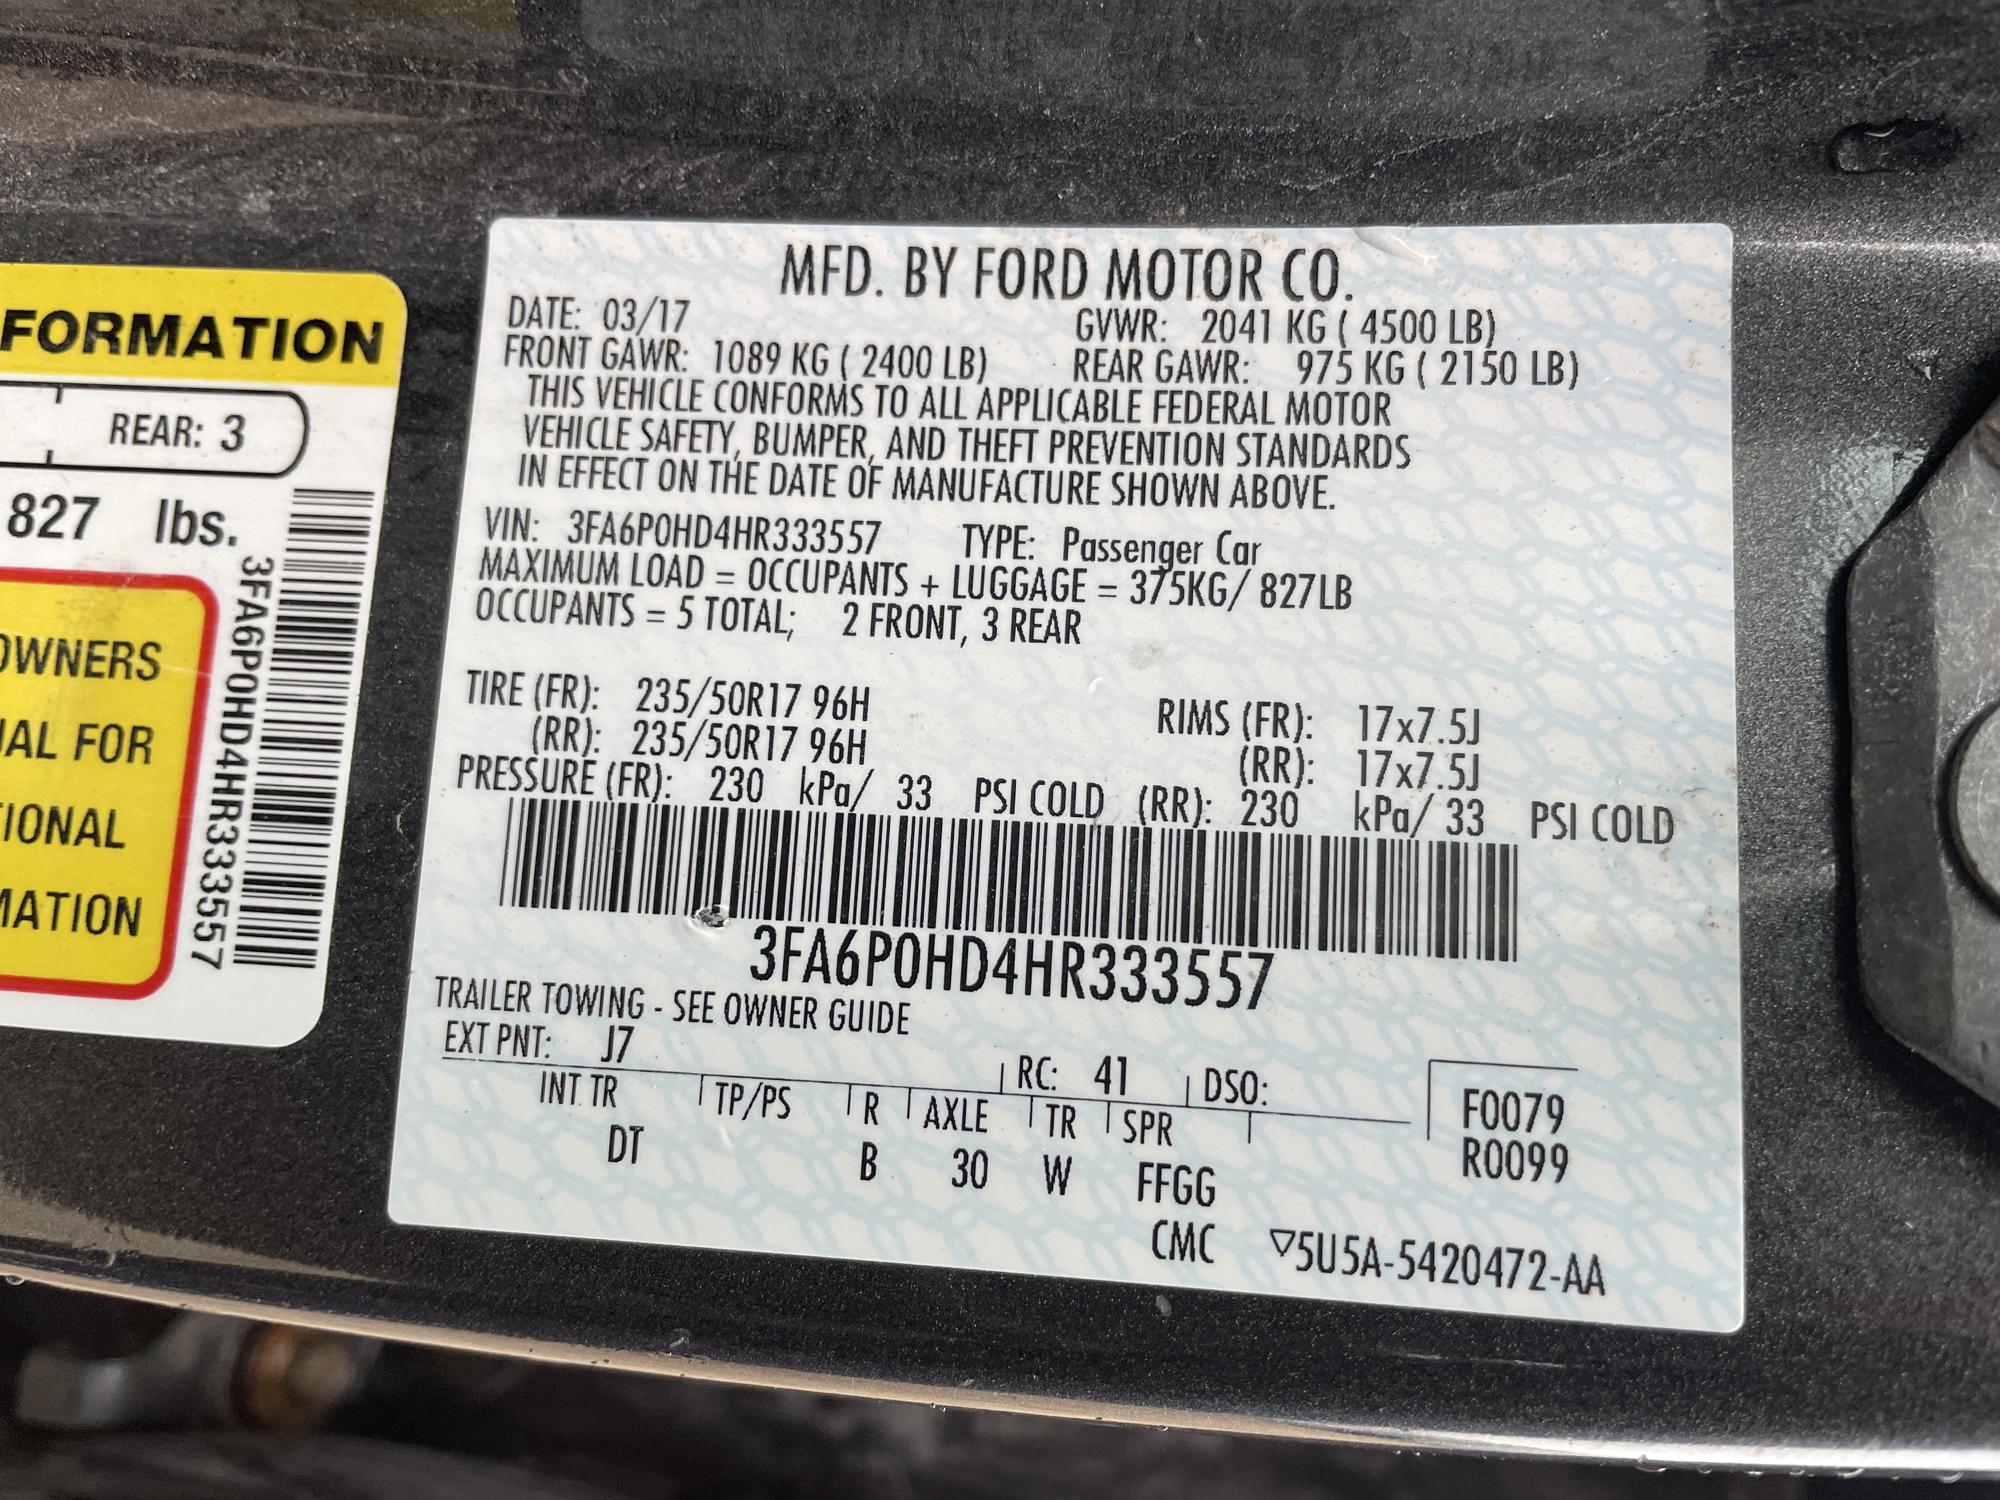 FORMATION
REAR: 3
827 lbs.
OWNERS
FOR
3FA6P0HD4HR333557
MFD. BY FORD MOTOR CO.
DATE: 03/17 GVWR: 2041 KG ( 4500 LB)
FRONT GAWR: 1089 KG ( 2400 LB) REAR GAWR: 975 KG ( 2150 LB)
THIS VEHICLE CONFORMS TO ALL APPLICABLE FEDERAL MOTOR
VEHICLE SAFETY, BUMPER, AND THEFT PREVENTION STANDARDS
IN EFFECT ON THE DATE OF MANUFACTURE SHOWN ABOVE.
VIN: 3FA6P0HD4HR333557 TYPE: Passenger Car
MAXIMUM LOAD = OCCUPANTS + LUGGAGE = 375KG/ 827LB
OCCUPANTS = 5 TOTAL; 2 FRONT, 3 REAR
TIRE (FR): 235/50R17 96H RIMS (FR): 17x7.5J
(RR): 235/50R17 96H (RR): 17x7.5J
PRESSURE (FR): 230 kPa/ 33 PSI COLD (RR): 230 kPa/ 33 PSI COLD
3FA6P0HD4HR333557
TRAILER TOWING - SEE OWNER GUIDE
EXT PNT: J7 RC: 41 DSO:
INT TR TP/PS R AXLE TR SPR F0079
DT B 30 W FFGG R0099
CMC ▽5U5A-5420472-AA